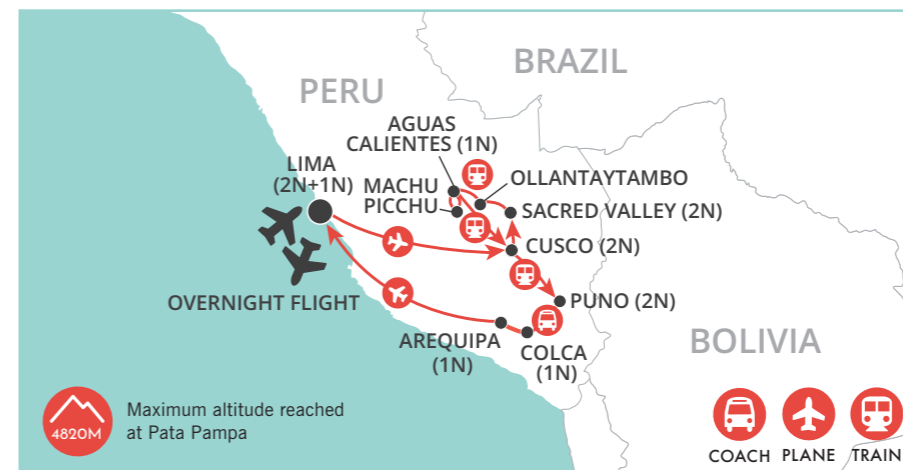 BRAZIL
PERU
AGUAS
CALIENTES (1N)
LIMA
(2N+1N)
MACHU
PICCHU
OLLANTAYTAMBO
SACRED VALLEY (2N)
CUSCO (2N)
OVERNIGHT FLIGHT
PUNO (2N)
AREQUIPA
(1N)
COLCA
(1N)
BOLIVIA
4820M
Maximum altitude reached
at Pata Pampa
COACH PLANE TRAIN